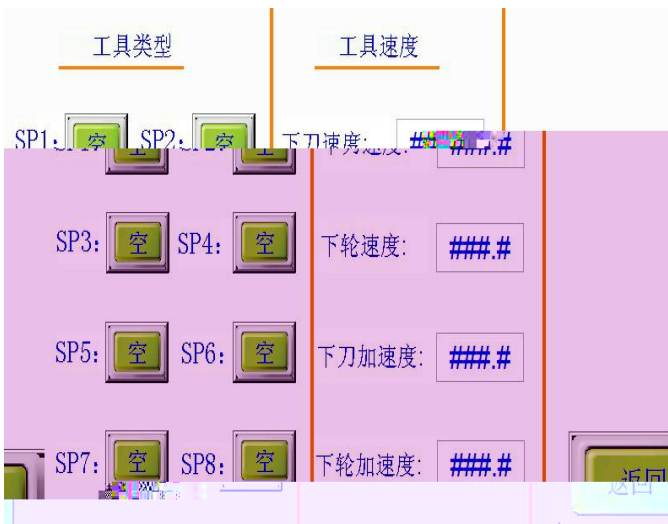 工具类型 工具速度
SP1: 空 SP2: 空 下刀速度:
SP3: 空 SP4: 空 下轮速度: ###.#
SP5: 空 SP6: 空 下刀加速度: ###.#
SP7: 空 SP8: 空 下轮加速度: ###.#
返回